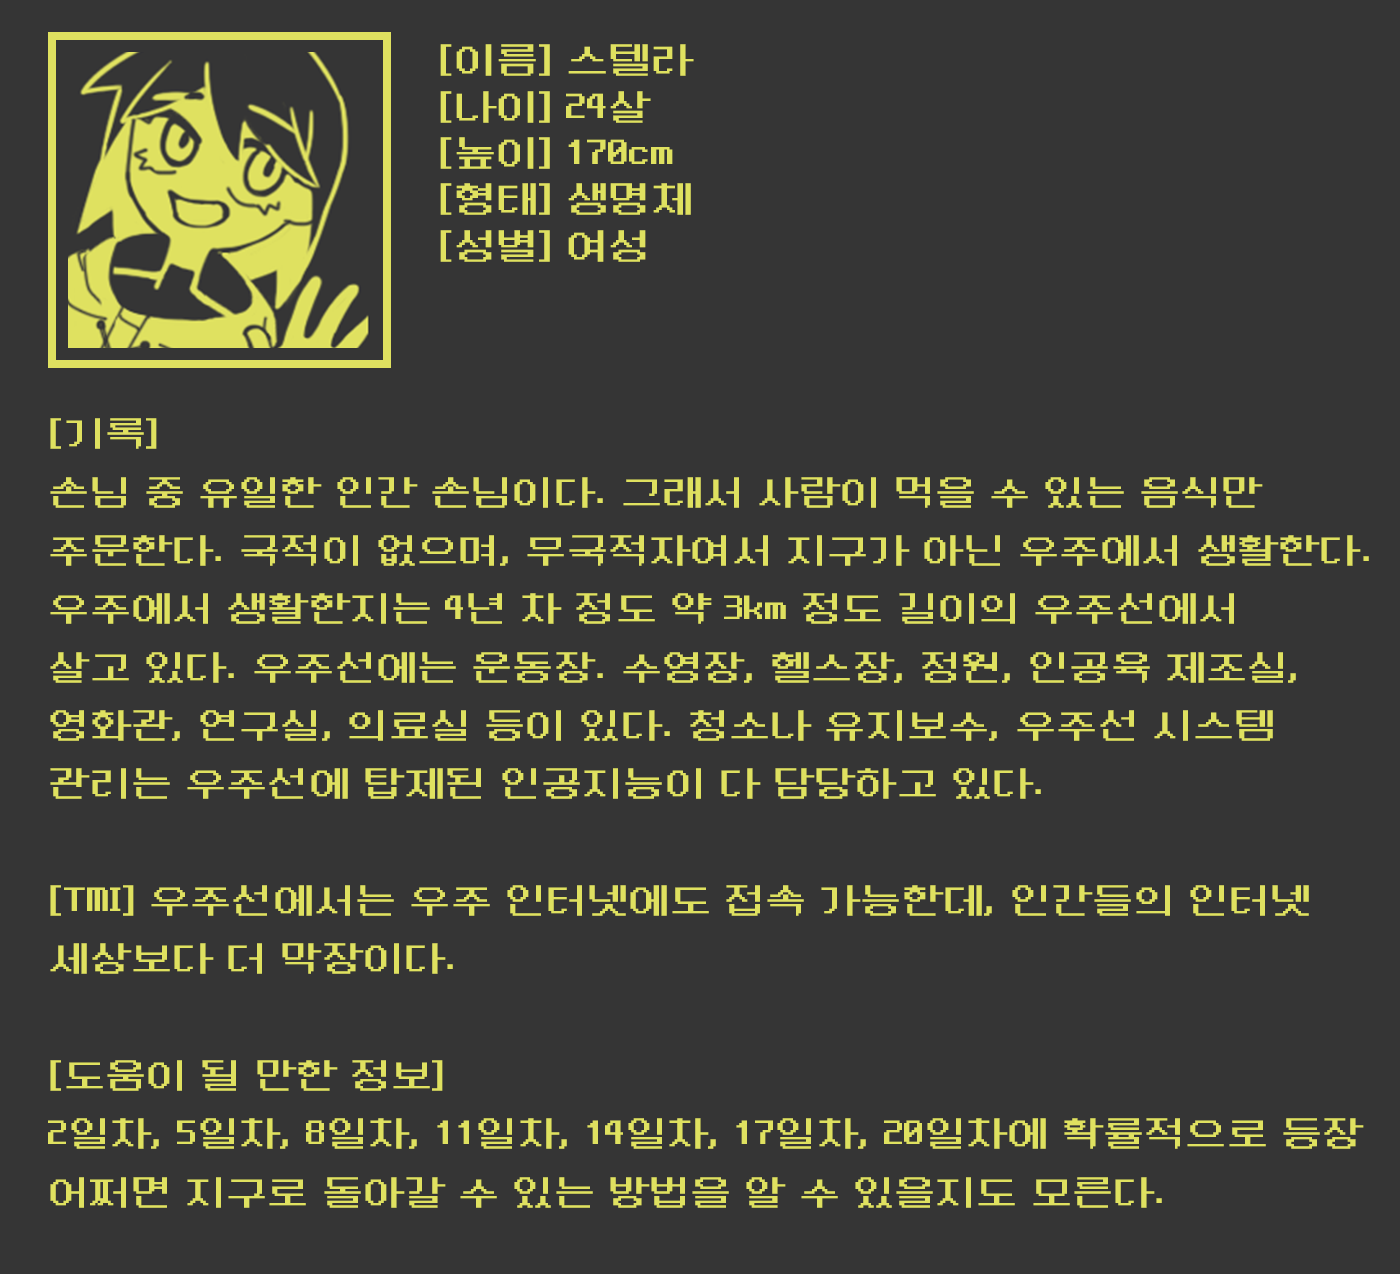 [이름] 스텔라
[나이] 24살
[높이] 170cm
[형태] 생명체
[성별] 여성
[기록]
손님 중 유일한 인간 손님이다. 그래서 사람이 먹을 수 있는 음식만
주문한다. 국적이 없으며, 무국적자여서 지구가 아닌 우주에서 생활한다.
우주에서 생활한지는 4년 차 정도 약 3km 정도 길이의 우주선에서
살고 있다. 우주선에는 운동장. 수영장, 헬스장, 정원, 인공육 제조실,
영화관, 연구실, 의료실 등이 있다. 청소나 유지보수, 우주선 시스템
관리는 우주선에 탑제된 인공지능이 다 담당하고 있다.
[TMI] 우주선에서는 우주 인터넷에도 접속 가능한데, 인간들의 인터넷
세상보다 더 막장이다.
[도움이 될 만한 정보]
2일차, 5일차, 8일차, 11일차, 14일차, 17일차, 20일차에 확률적으로 등장
어쩌면 지구로 돌아갈 수 있는 방법을 알 수 있을지도 모른다.